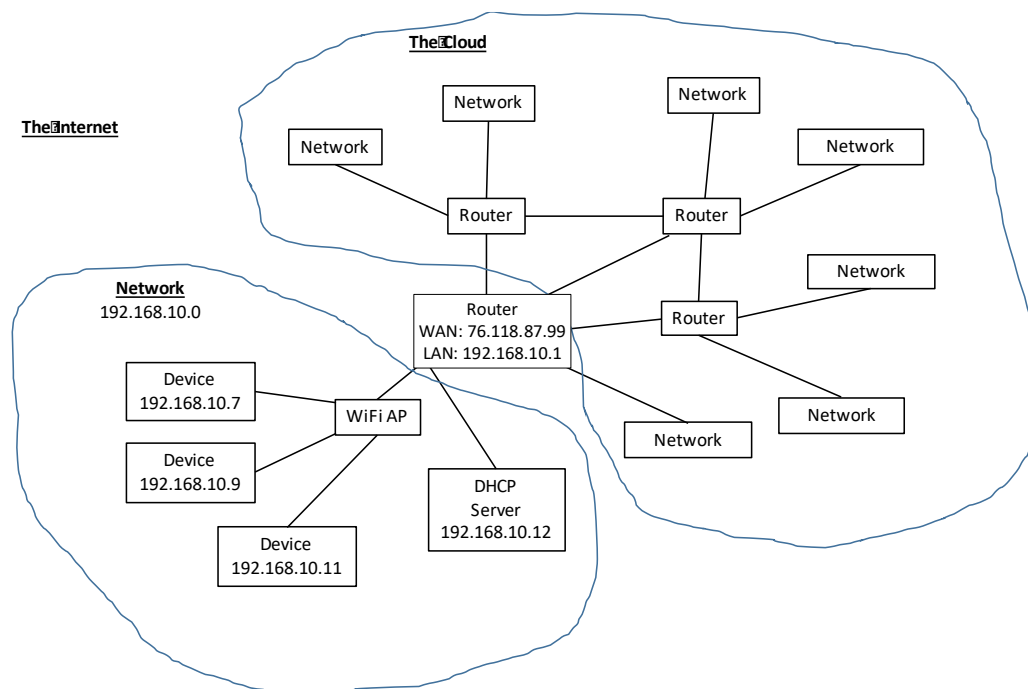 The Cloud
The Internet
Network
Network
Network
Network
Router
Router
Network
Router
Network
Network
Network
192.168.10.0
Router
WAN: 76.118.87.99
LAN: 192.168.10.1
Device
192.168.10.7
WiFi AP
Device
192.168.10.9
DHCP
Server
192.168.10.12
Device
192.168.10.11